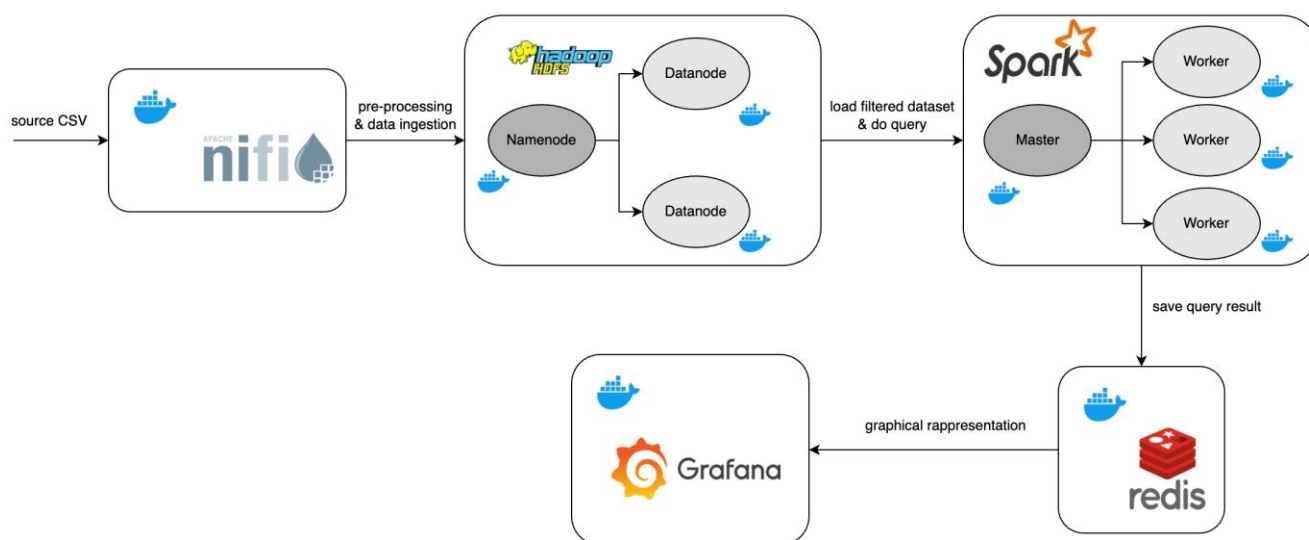 source CSV
APACHE
nifi
pre-processing
& data ingestion
hadoop
HDFS
Namenode
Datanode
Datanode
load filtered dataset
& do query
Spark
Master
Worker
Worker
Worker
save query result
redis
graphical rappresentation
Grafana